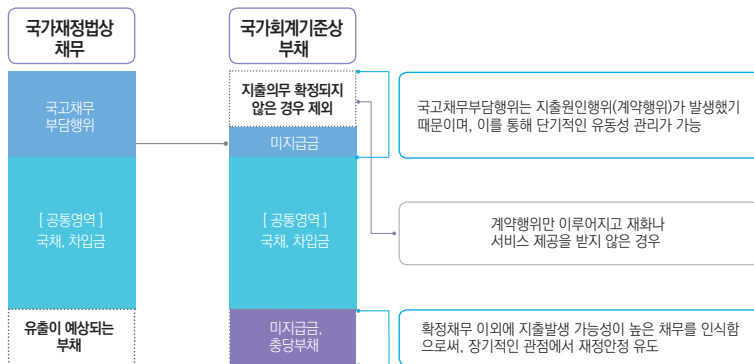 국가재정법상
채무
국가회계기준상
부채
국고채무
부담행위
[ 공통영역 ]
국채, 차입금
유출이 예상되는
부채
지출의무 확정되지
않은 경우 제외
미지급금
[ 공통영역 ]
국채, 차입금
미지급금,
충당부채
국고채무부담행위는 지출원인행위(계약행위)가 발생했기
때문이며, 이를 통해 단기적인 유동성 관리가 가능
계약행위만 이루어지고 재화나
서비스 제공을 받지 않은 경우
확정채무 이외에 지출발생 가능성이 높은 채무를 인식함
으로써, 장기적인 관점에서 재정안정 유도